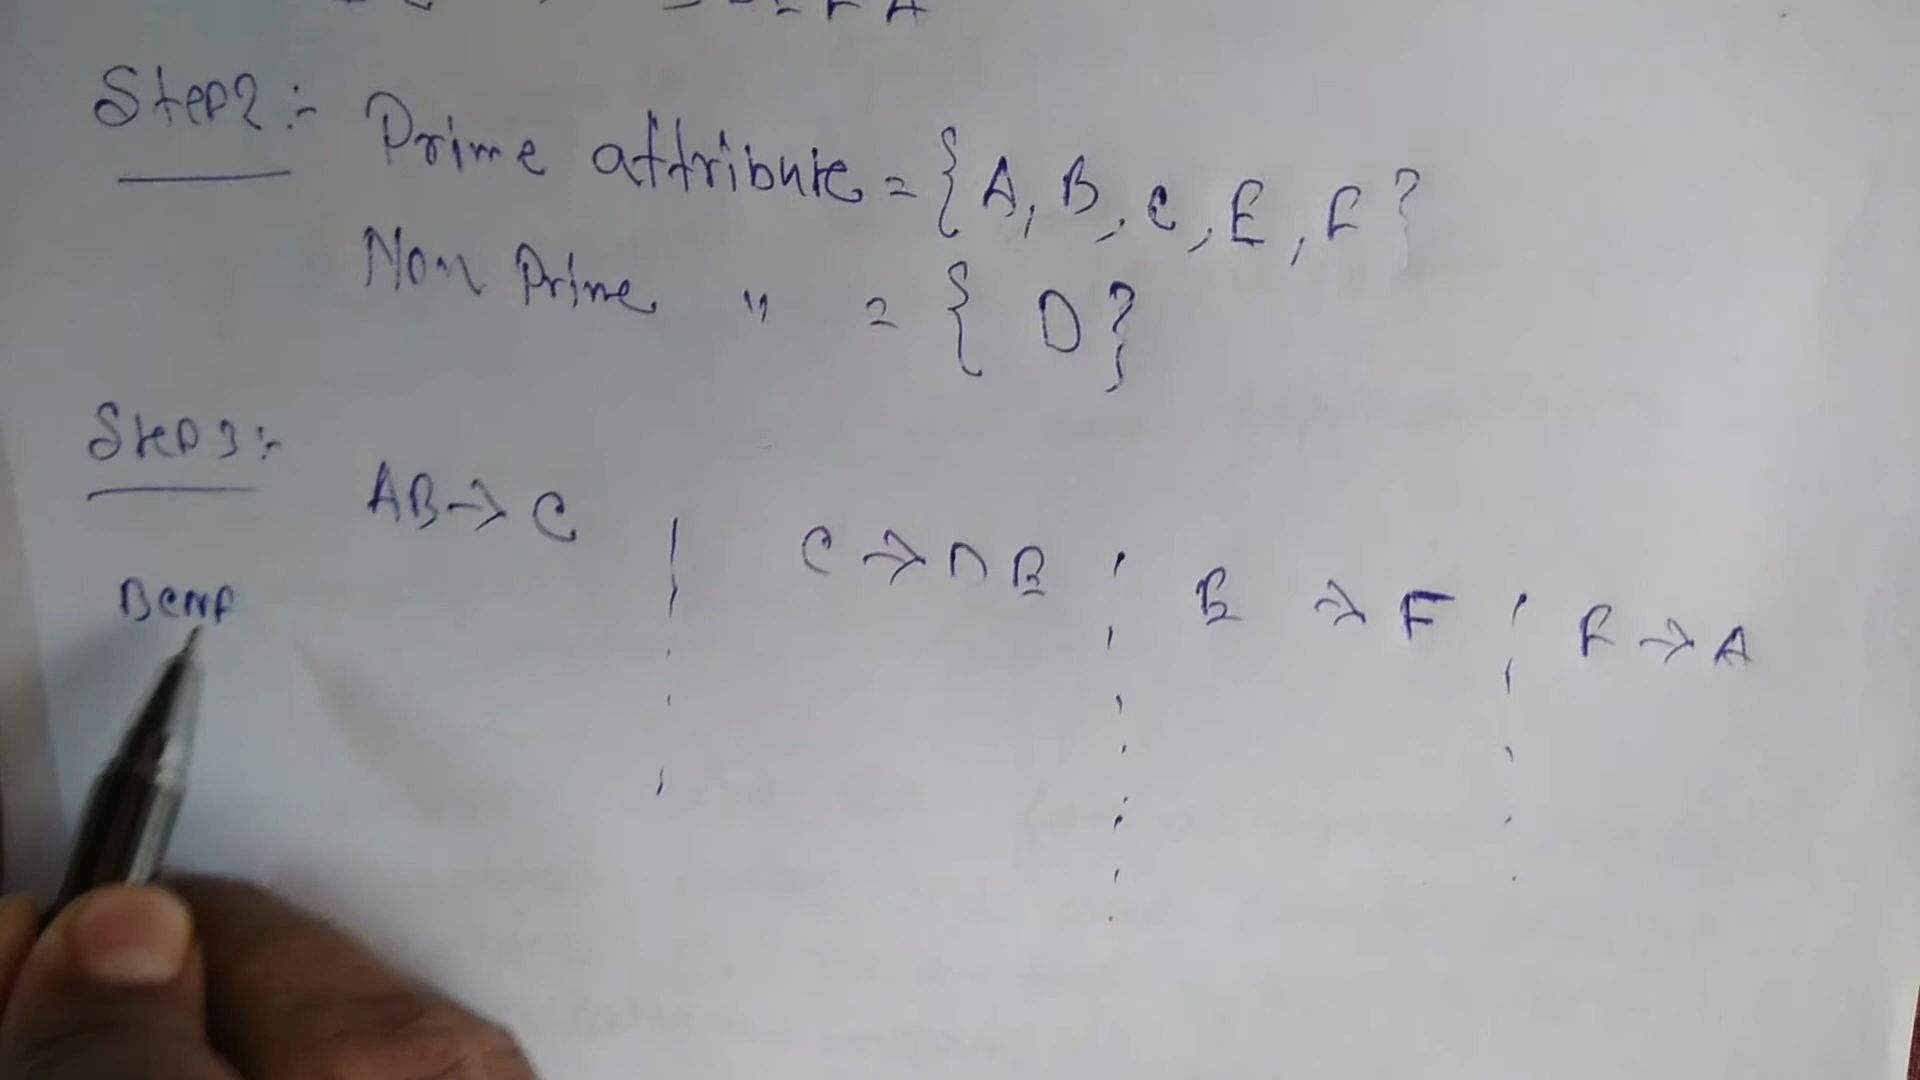 Step2:- Prime attribute = {A, B, C, E, F}
Non Prime " = { D}
Step3:-
AB→C C→DE E→F F→A
BCNF